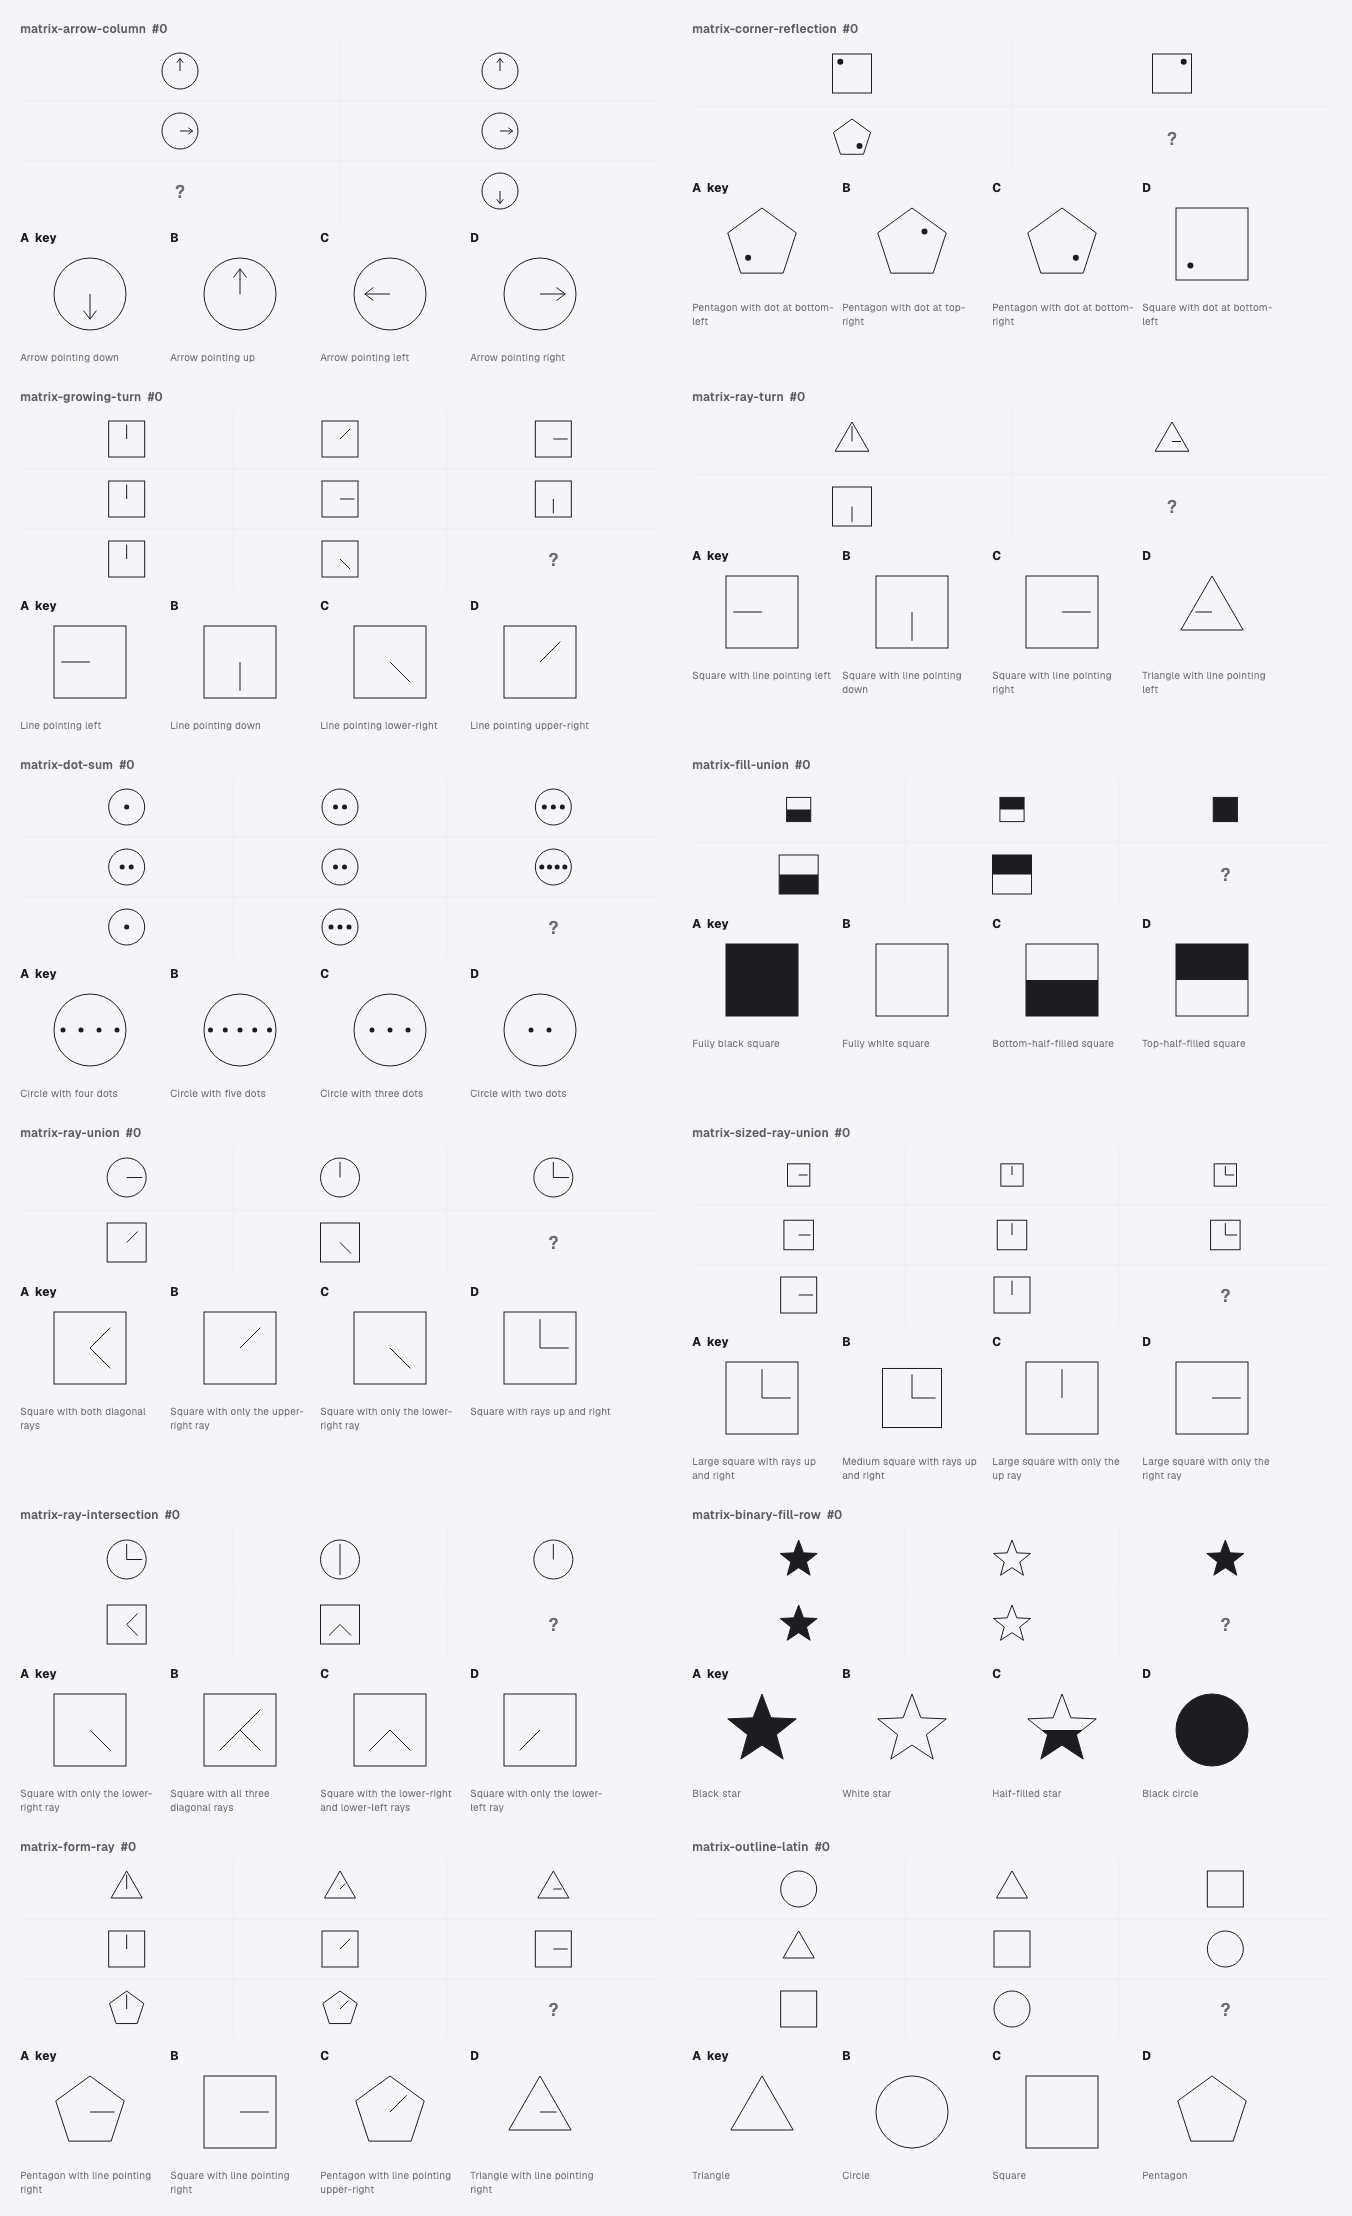 matrix-arrow-column #0
?
A key
B
C
D
Arrow pointing down
Arrow pointing up
Arrow pointing left
Arrow pointing right
matrix-corner-reflection #0
?
A key
B
C
D
Pentagon with dot at bottom-
left
Pentagon with dot at top-
right
Pentagon with dot at bottom-
right
Square with dot at bottom-
left
matrix-growing-turn #0
?
A key
B
C
D
Line pointing left
Line pointing down
Line pointing lower-right
Line pointing upper-right
matrix-ray-turn #0
?
A key
B
C
D
Square with line pointing left
Square with line pointing
down
Square with line pointing
right
Triangle with line pointing
left
matrix-dot-sum #0
?
A key
B
C
D
Circle with four dots
Circle with five dots
Circle with three dots
Circle with two dots
matrix-fill-union #0
?
A key
B
C
D
Fully black square
Fully white square
Bottom-half-filled square
Top-half-filled square
matrix-ray-union #0
?
A key
B
C
D
Square with both diagonal
rays
Square with only the upper-
right ray
Square with only the lower-
right ray
Square with rays up and right
matrix-sized-ray-union #0
?
A key
B
C
D
Large square with rays up
and right
Medium square with rays up
and right
Large square with only the
up ray
Large square with only the
right ray
matrix-ray-intersection #0
?
A key
B
C
D
Square with only the lower-
right ray
Square with all three
diagonal rays
Square with the lower-right
and lower-left rays
Square with only the lower-
left ray
matrix-binary-fill-row #0
?
A key
B
C
D
Black star
White star
Half-filled star
Black circle
matrix-form-ray #0
?
A key
B
C
D
Pentagon with line pointing
right
Square with line pointing
right
Pentagon with line pointing
upper-right
Triangle with line pointing
right
matrix-outline-latin #0
?
A key
B
C
D
Triangle
Circle
Square
Pentagon